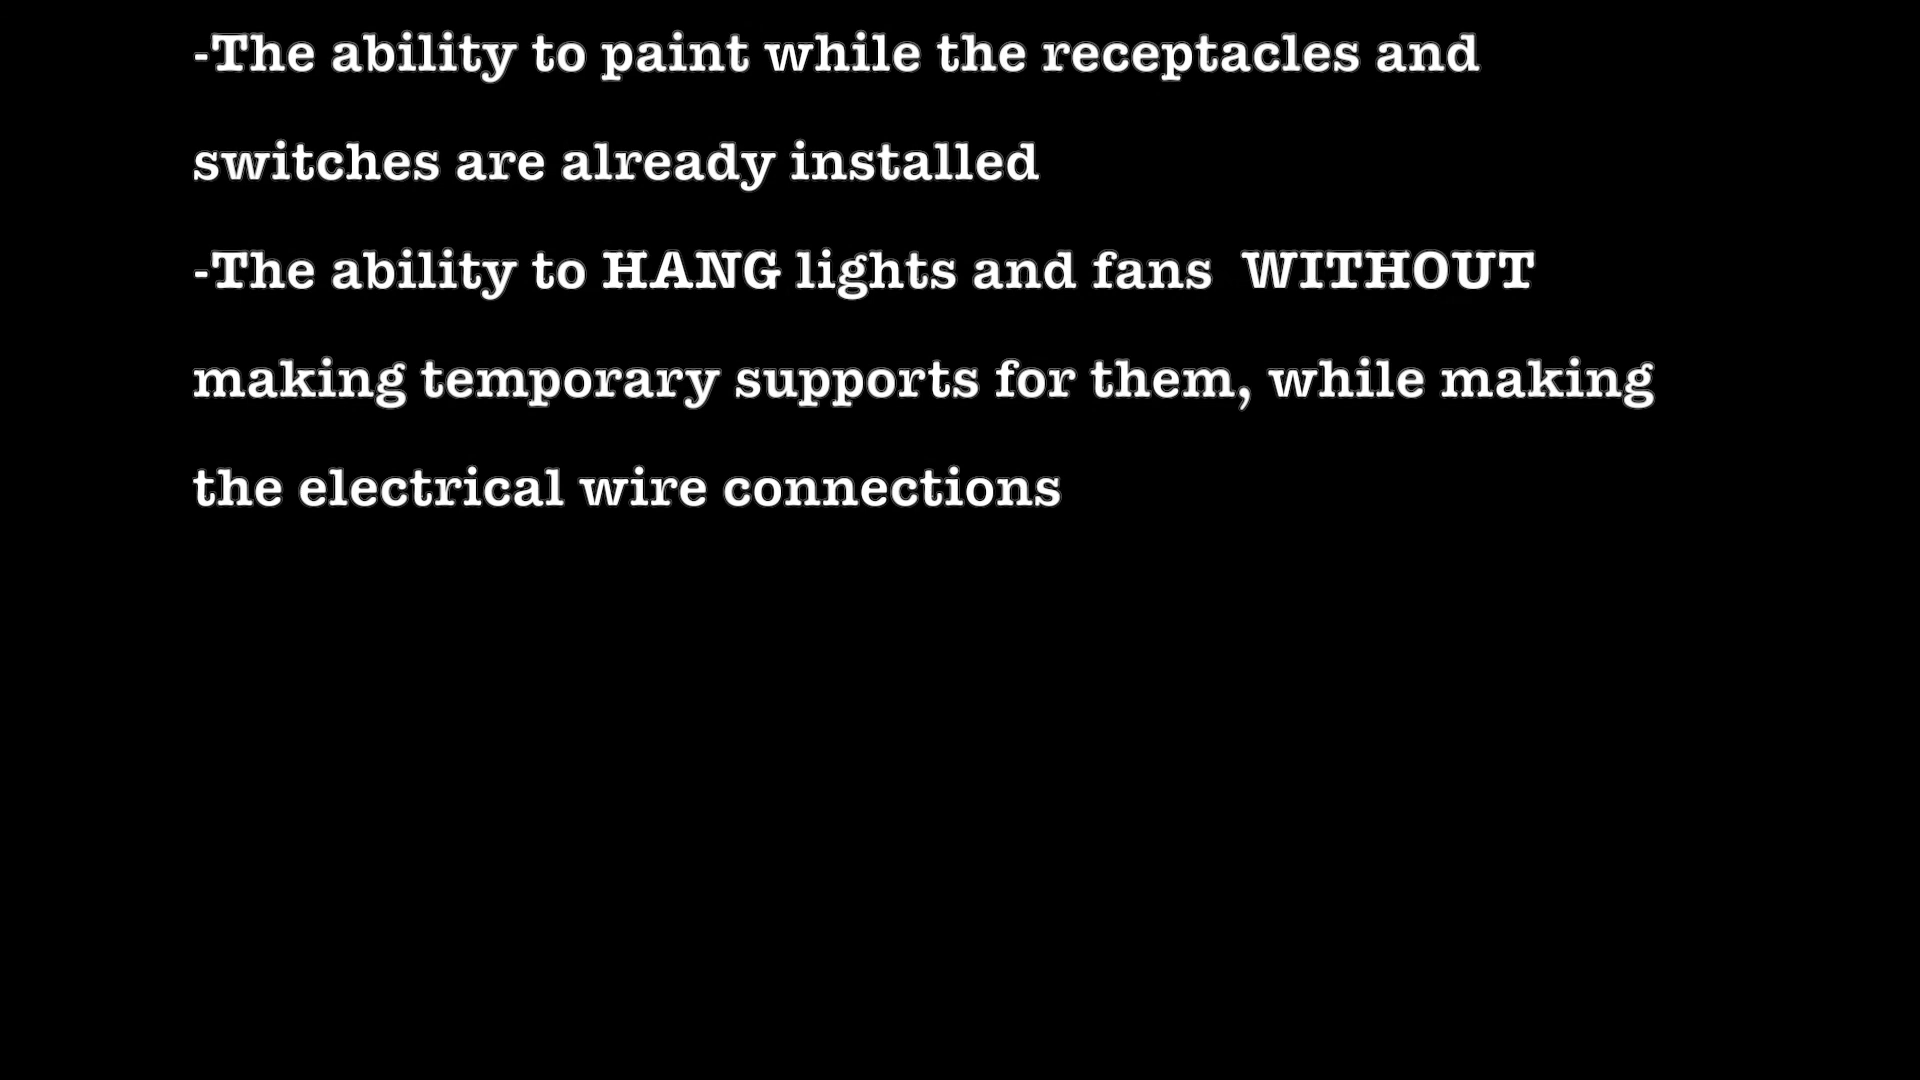 -The ability to paint while the receptacles and
switches are already installed
-The ability to HANG lights and fans  WITHOUT
making temporary supports for them, while making
the electrical wire connections